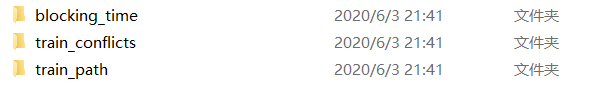 blocking_time 2020/6/3 21:41 文件夹
train_conflicts 2020/6/3 21:41 文件夹
train_path 2020/6/3 21:41 文件夹